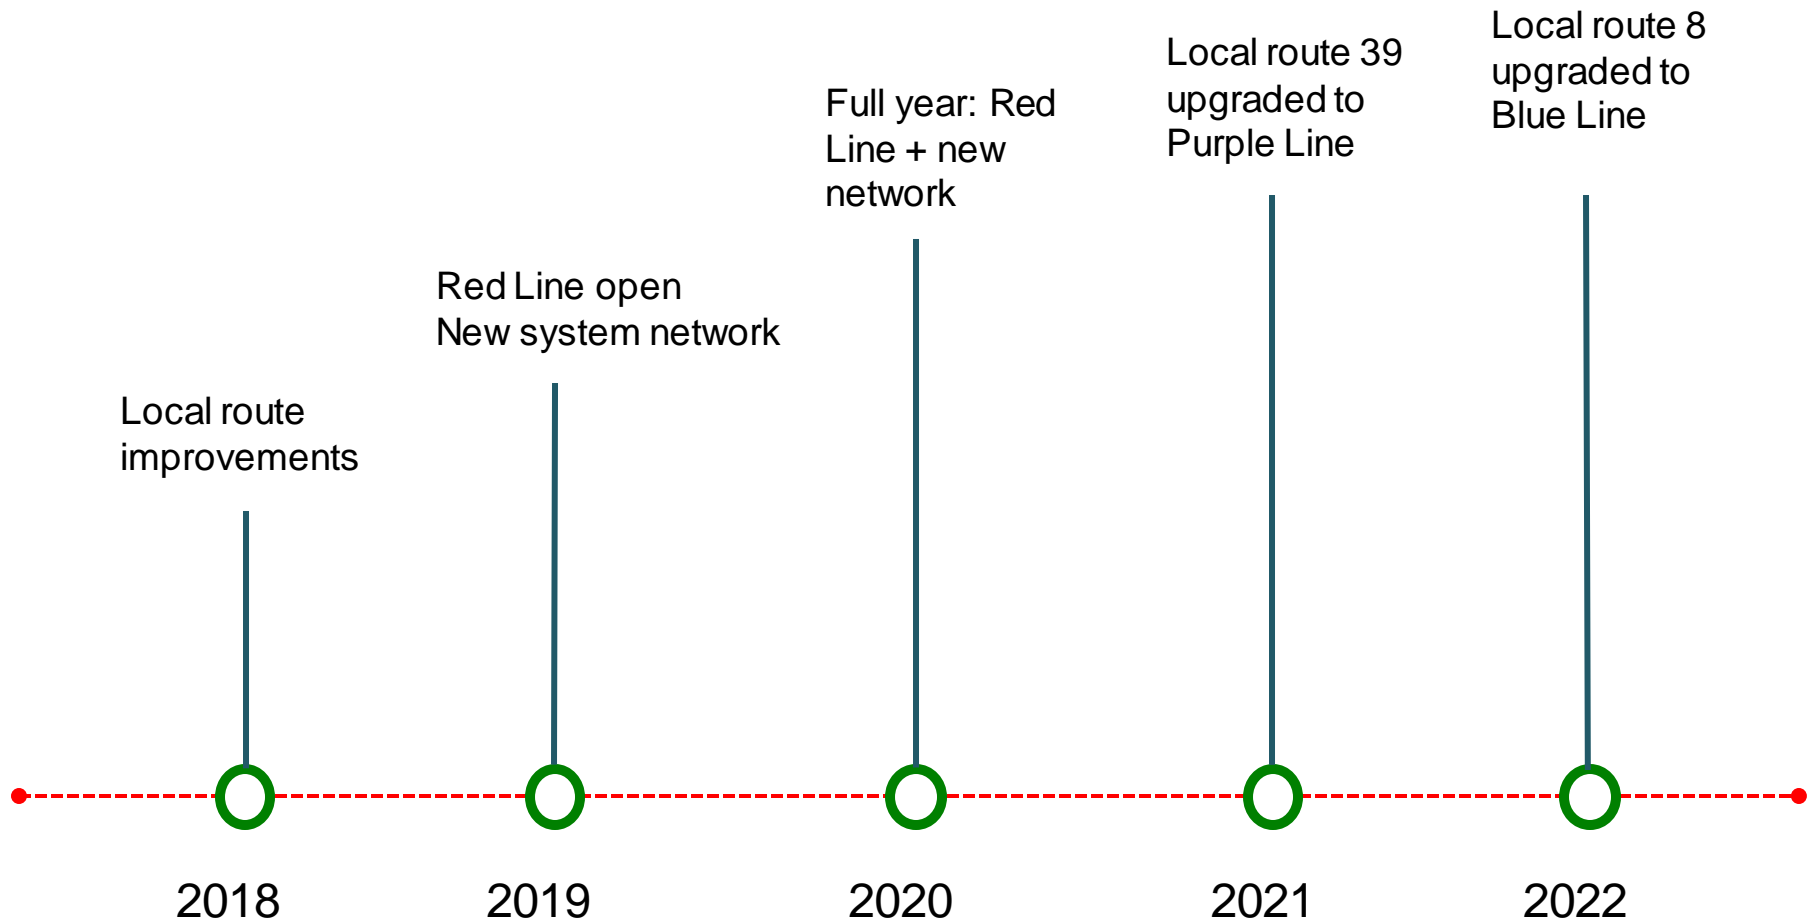 Local route
improvements
Red Line open
New system network
Full year: Red
Line + new
network
Local route 39
upgraded to
Purple Line
Local route 8
upgraded to
Blue Line
2018
2019
2020
2021
2022